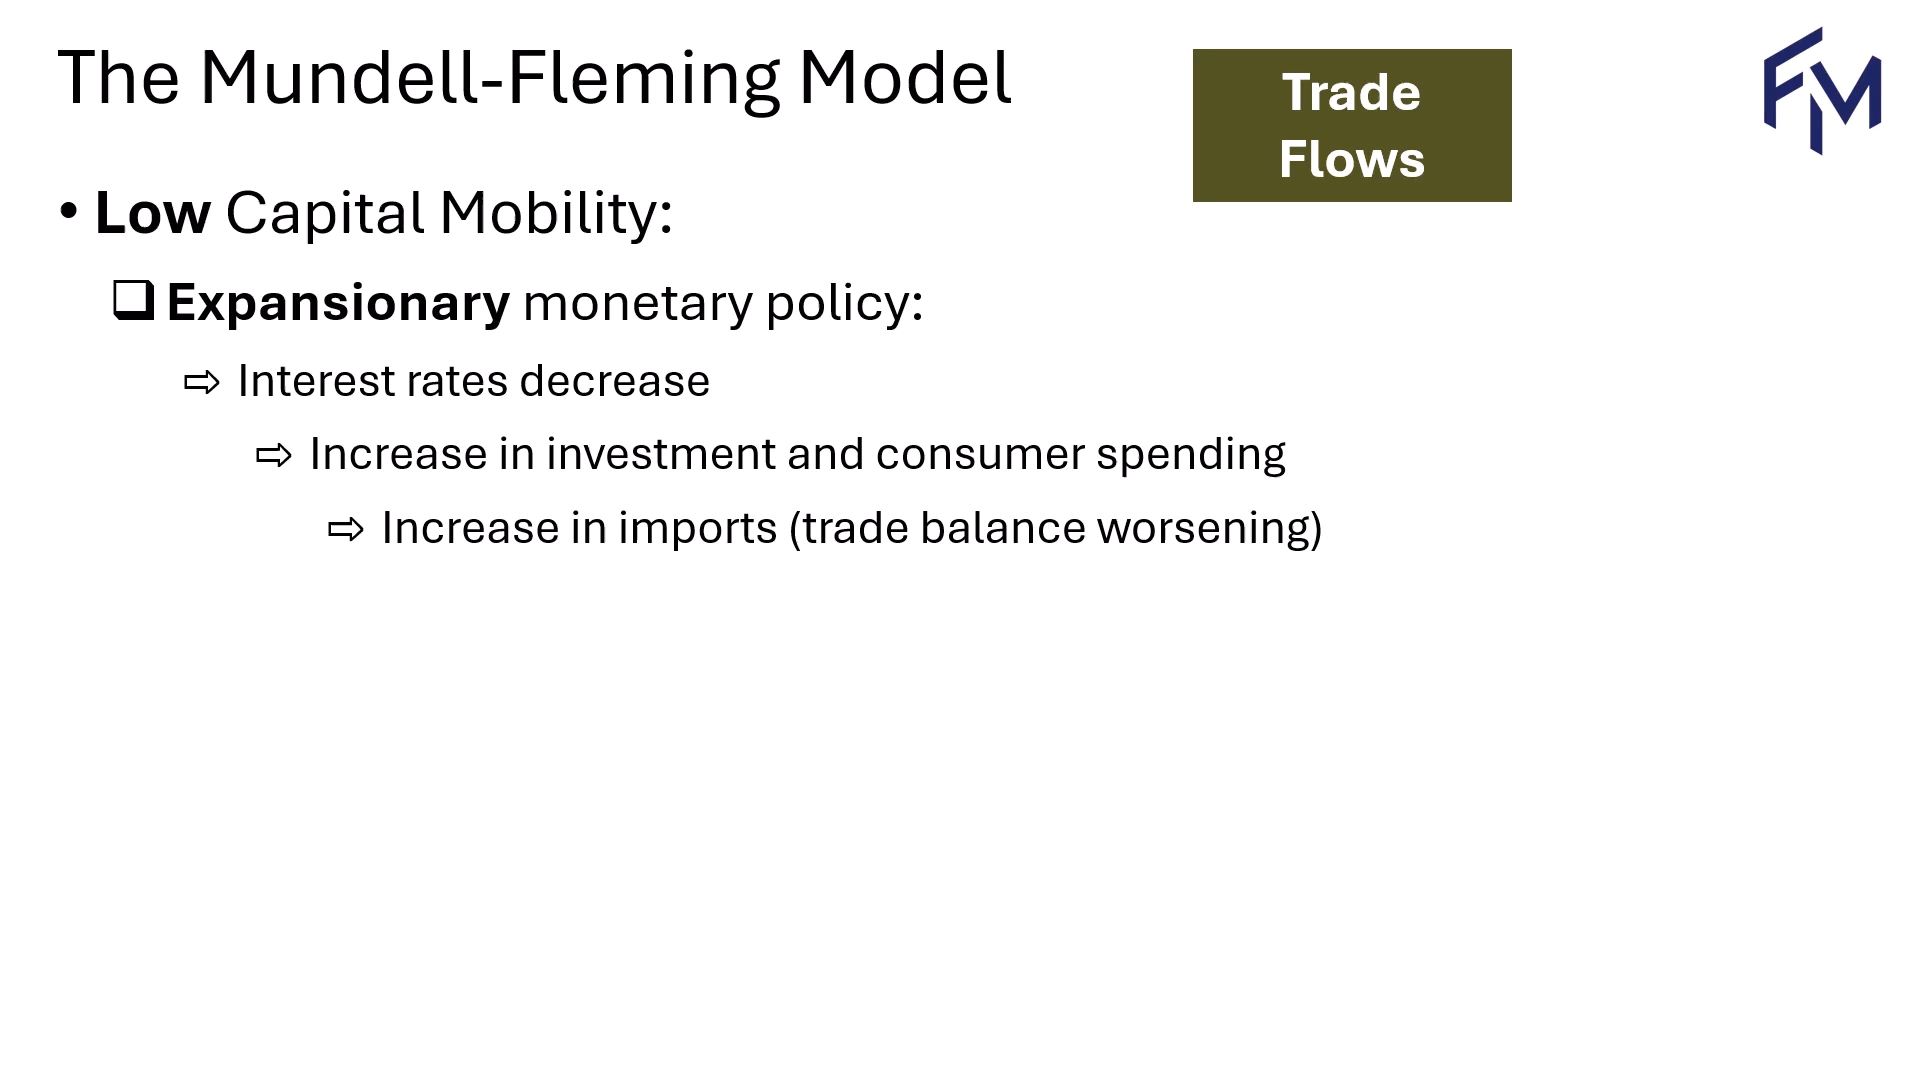 The Mundell-Fleming Model
Trade
Flows
FM
• Low Capital Mobility:
❑ Expansionary monetary policy:
⇨ Interest rates decrease
⇨ Increase in investment and consumer spending
⇨ Increase in imports (trade balance worsening)